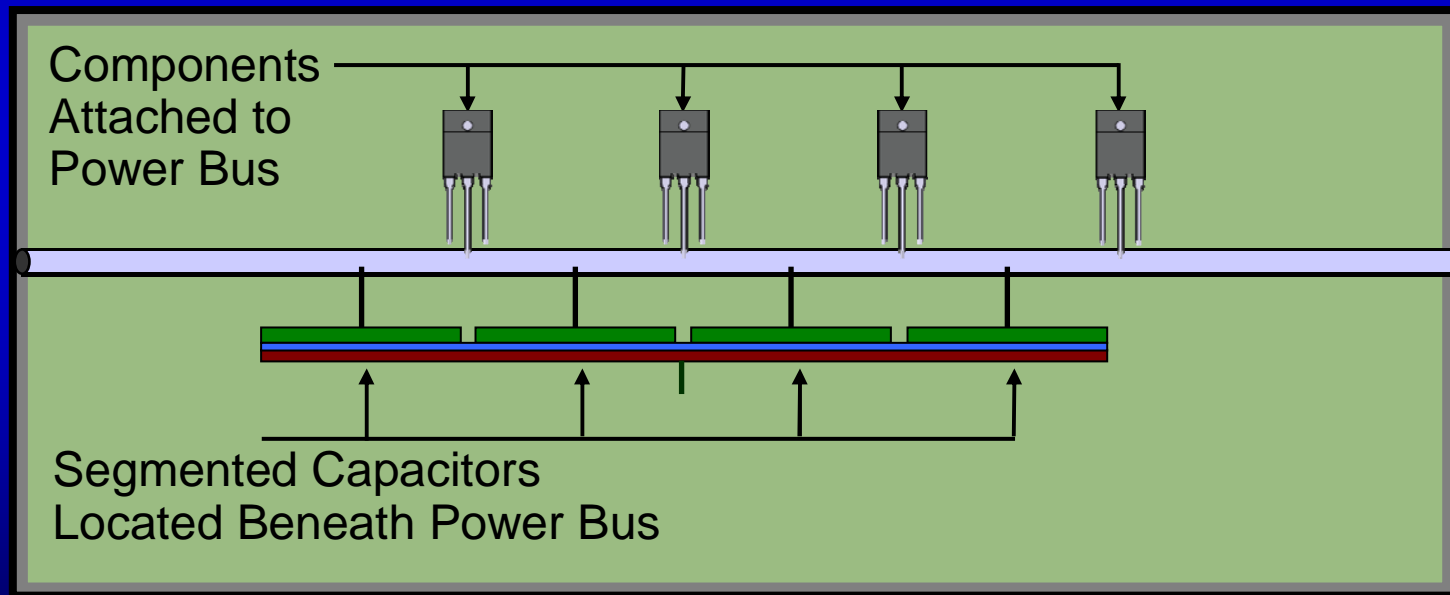 Components
Attached to
Power Bus
Segmented Capacitors
Located Beneath Power Bus